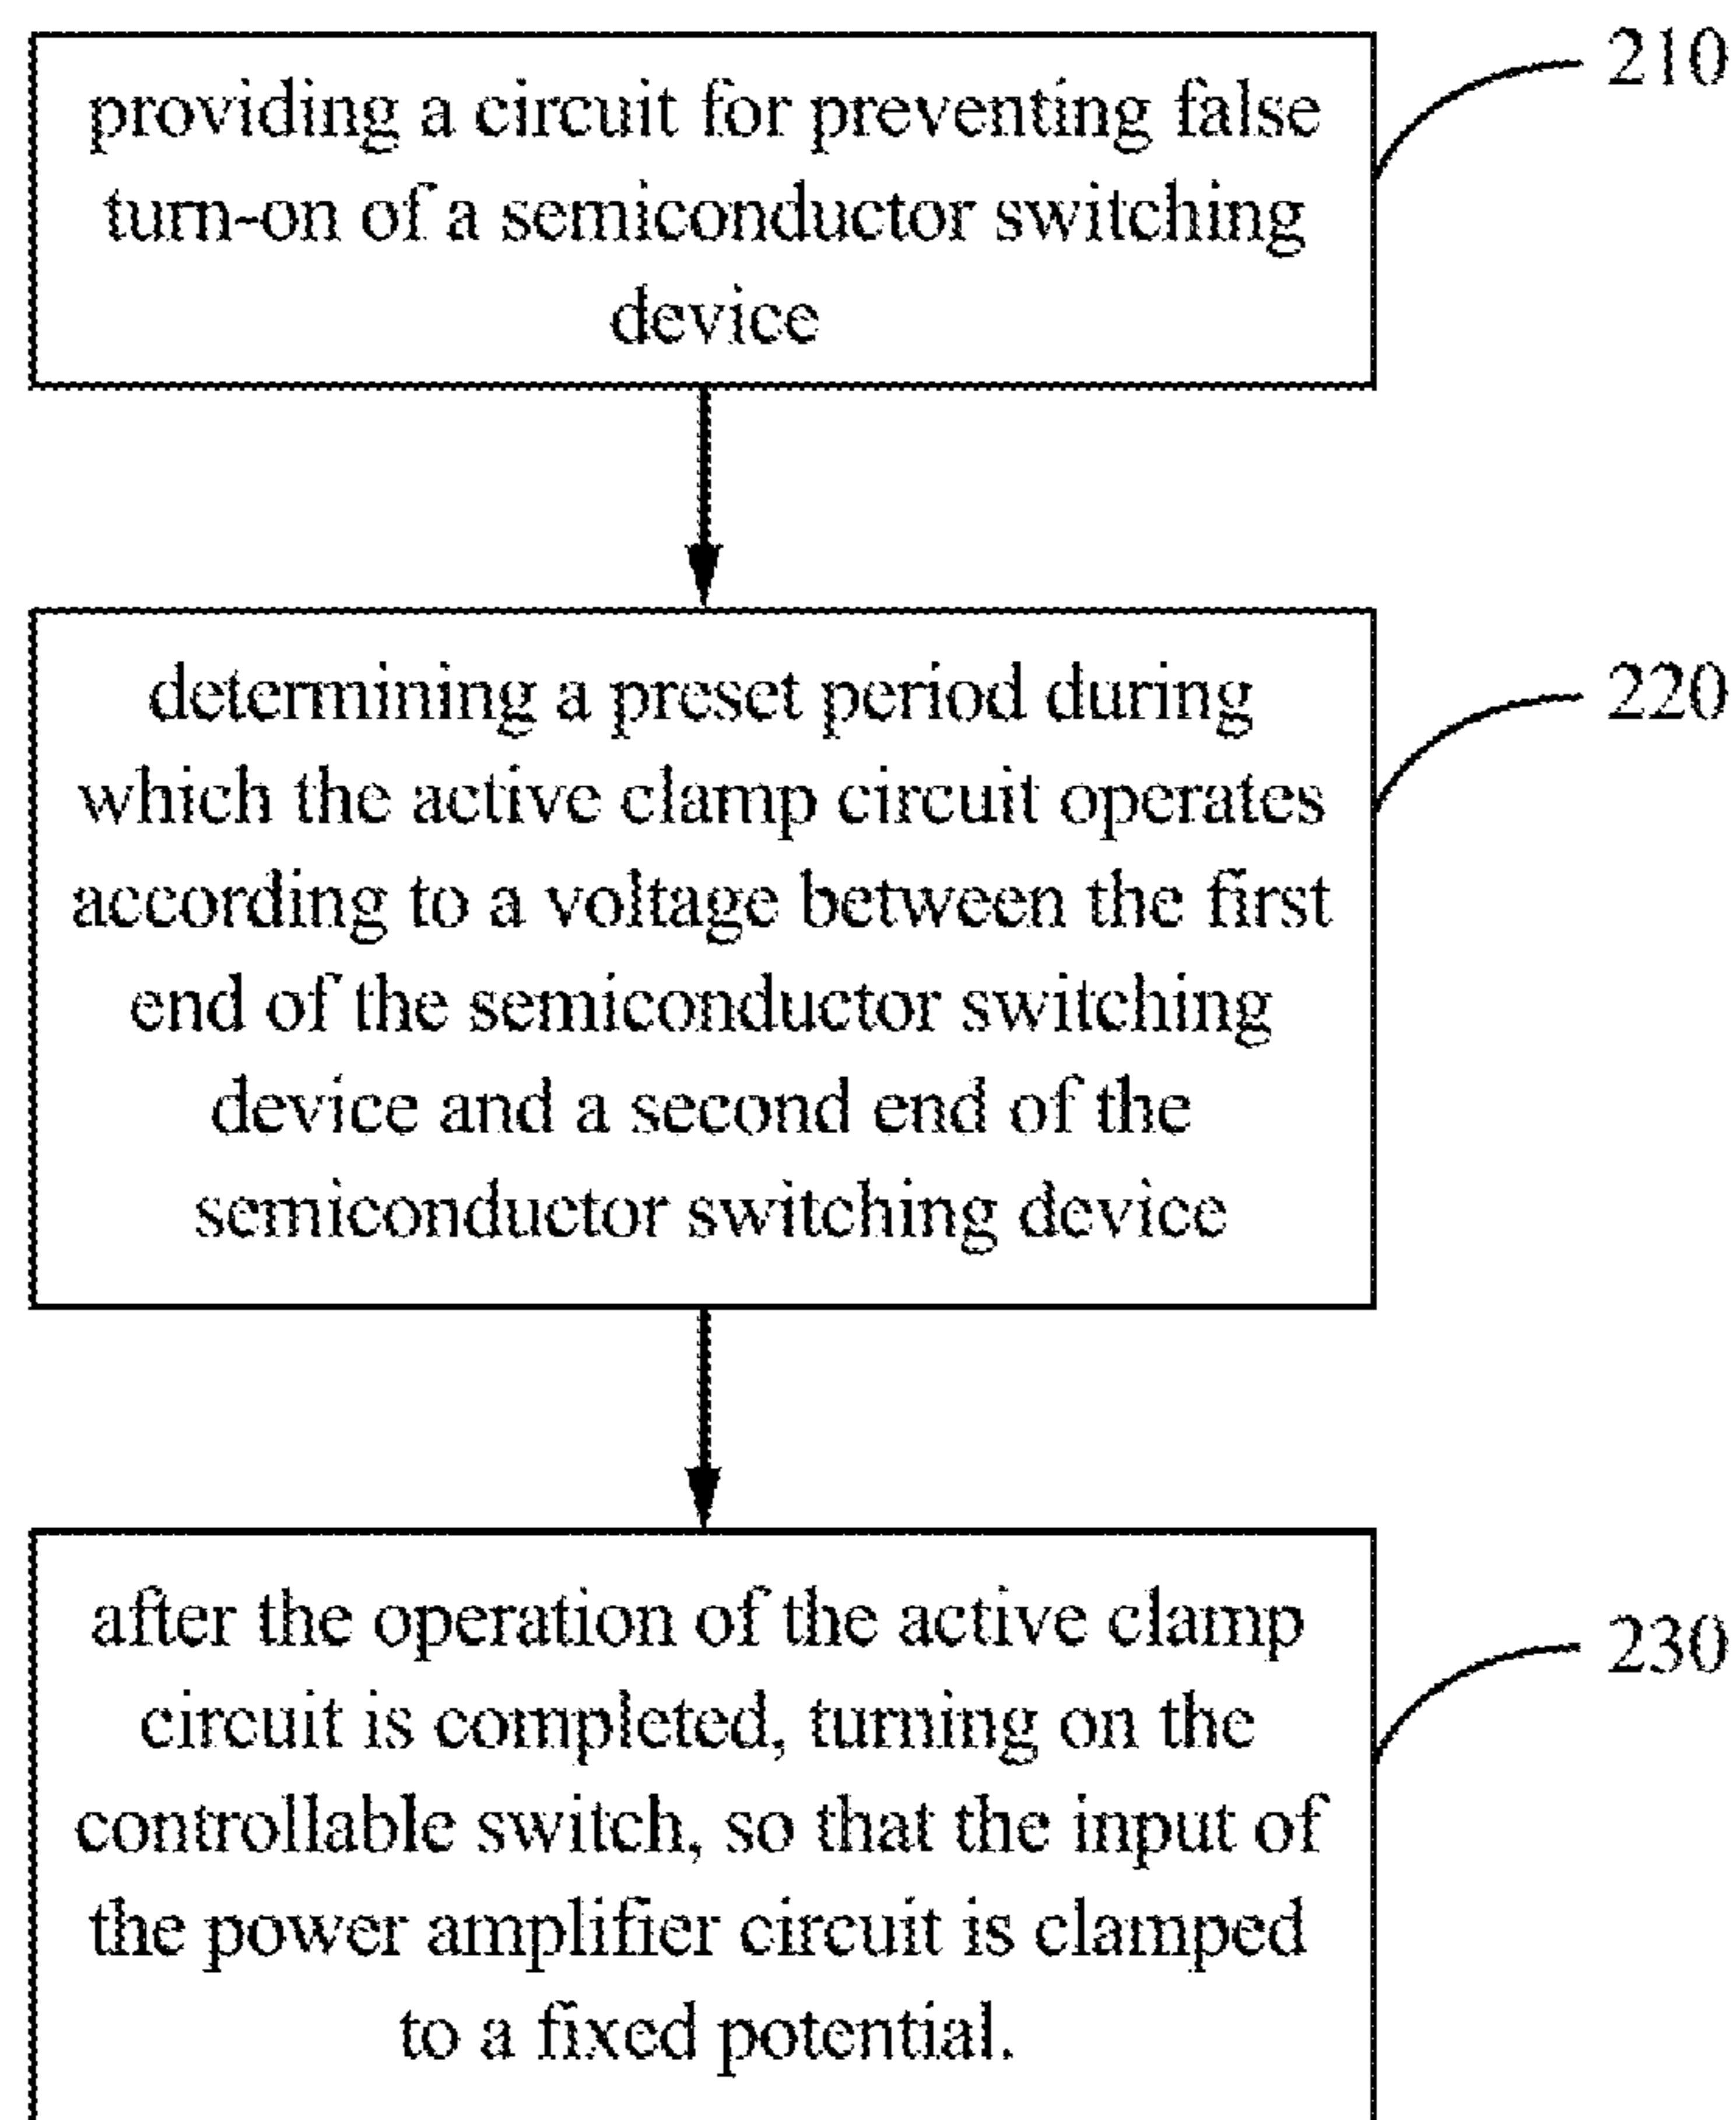 210
providing a circuit for preventing false
turn-on of a semiconductor switching
device
220
determining a preset period during
which the active clamp circuit operates
according to a voltage between the first
end of the semiconductor switching
device and a second end of the
semiconductor switching device
230
after the operation of the active clamp
circuit is completed, turning on the
controllable switch, so that the input of
the power amplifier circuit is clamped
to a fixed potential.